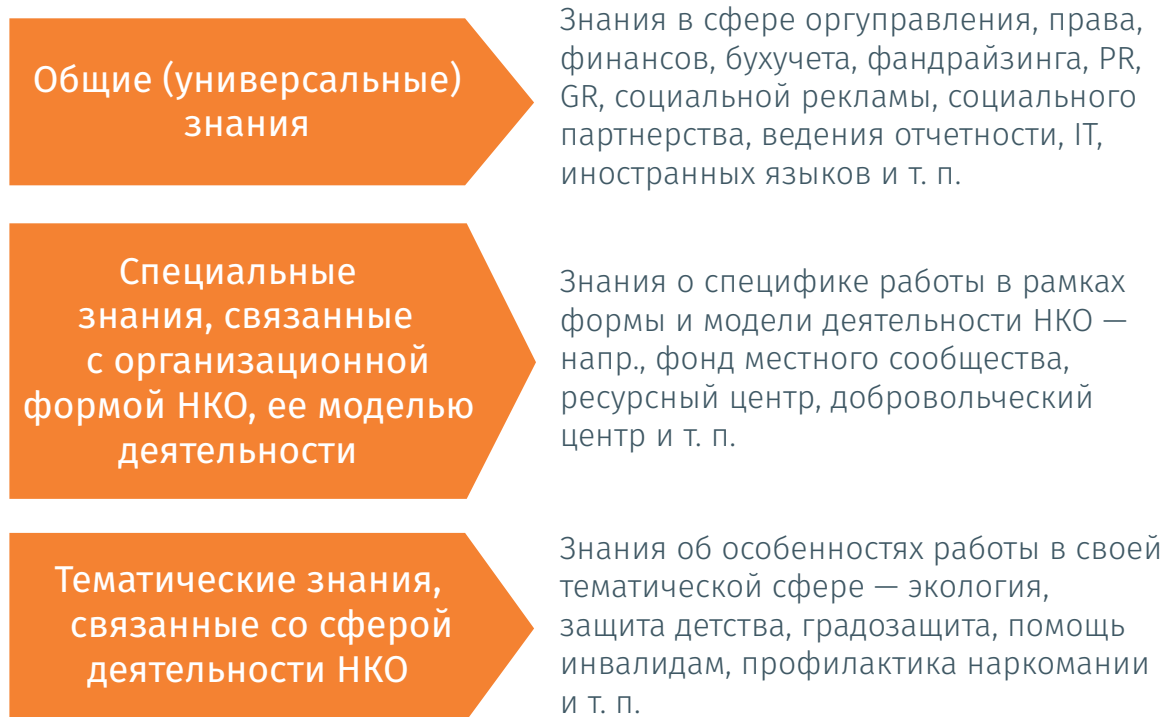 Общие (универсальные)
знания
Знания в сфере оргуправления, права,
финансов, бухучета, фандрайзинга, PR,
GR, социальной рекламы, социального
партнерства, ведения отчетности, IT,
иностранных языков и т. п.
Специальные
знания, связанные
с организационной
формой НКО, ее моделью
деятельности
Знания о специфике работы в рамках
формы и модели деятельности НКО —
напр., фонд местного сообщества,
ресурсный центр, добровольческий
центр и т. п.
Тематические знания,
связанные со сферой
деятельности НКО
Знания об особенностях работы в своей
тематической сфере — экология,
защита детства, градозащита, помощь
инвалидам, профилактика наркомании
и т. п.